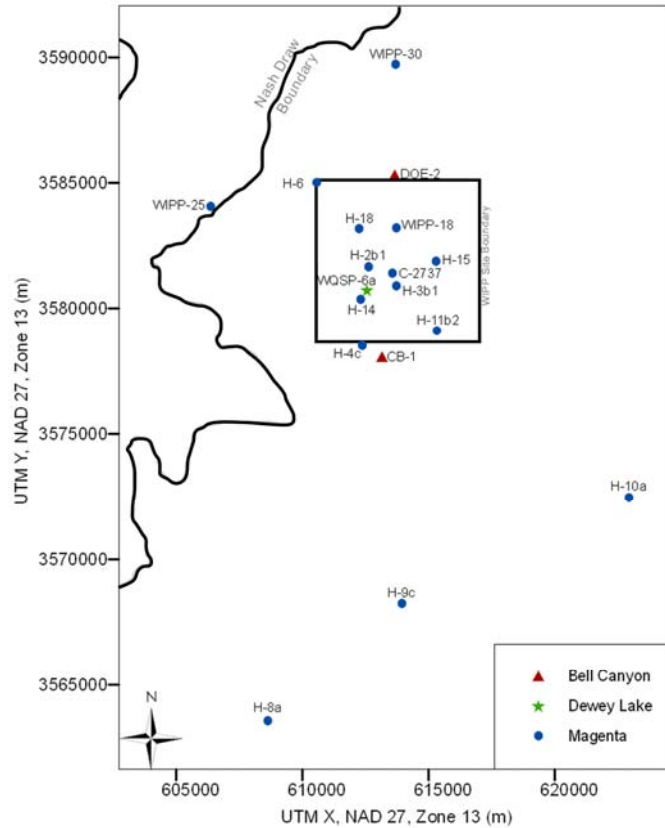 WIPP-30
Nash Draw
Boundary
3590000
DOE-2
3585000
H-6
WIPP-25
H-18
WIPP-18
H-2b1
H-15
WQSP-6a
C-2737
H-3b1
3580000
H-14
H-11b2
WIPP Site Boundary
H-4c
CB-1
3575000
UTM Y, NAD 27, Zone 13 (m)
H-10a
3570000
H-9c
3565000
H-8a
N
Bell Canyon
Dewey Lake
Magenta
605000
610000
615000
620000
UTM X, NAD 27, Zone 13 (m)